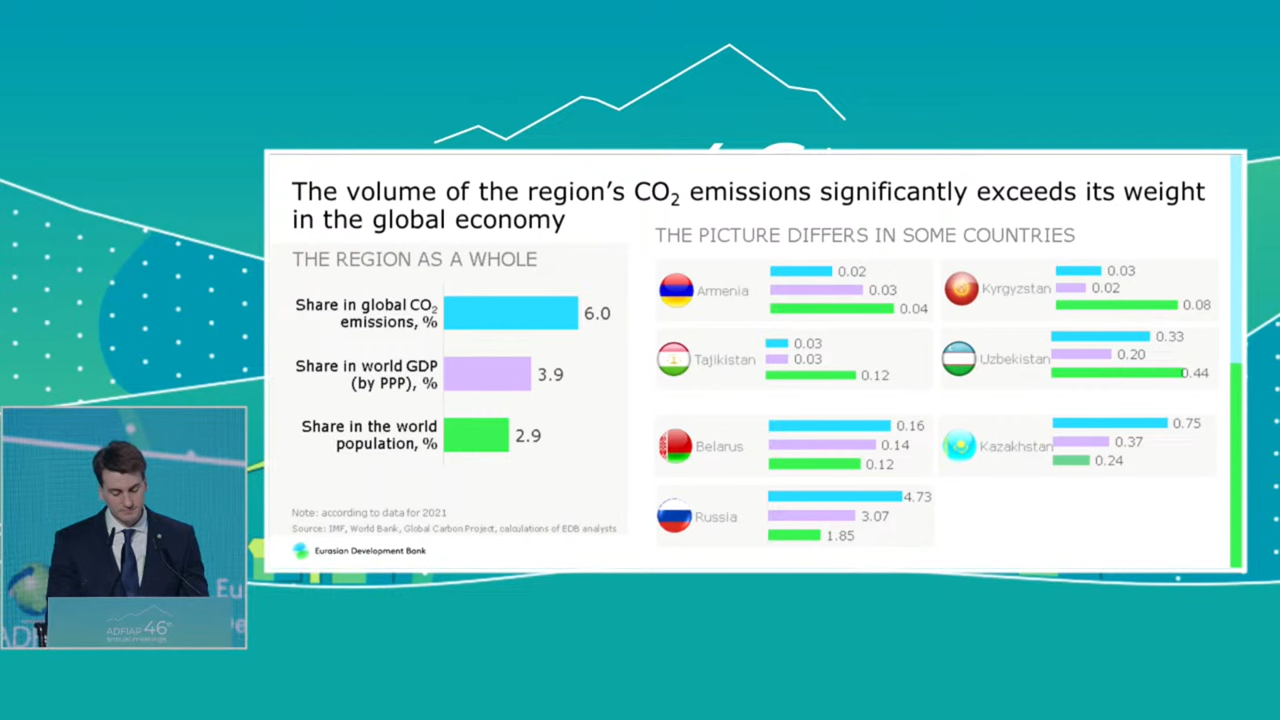 The volume of the region's CO₂ emissions significantly exceeds its weight
in the global economy
THE REGION AS A WHOLE
Share in global CO₂
emissions, %
6.0
Share in world GDP
(by PPP), %
3.9
Share in the world
population, %
2.9
Note: according to data for 2021
Source: IMF, World Bank, Global Carbon Project, calculations of EDB analysts
Eurasian Development Bank
THE PICTURE DIFFERS IN SOME COUNTRIES
Armenia
0.02
0.03
0.04
Kyrgyzstan
0.03
0.02
0.08
Tajikistan
0.03
0.03
0.12
Uzbekistan
0.33
0.20
0.44
Belarus
0.16
0.14
0.12
Kazakhstan
0.75
0.37
0.24
Russia
4.73
3.07
1.85
Eu
De
ADFIAP 46
annual meetings